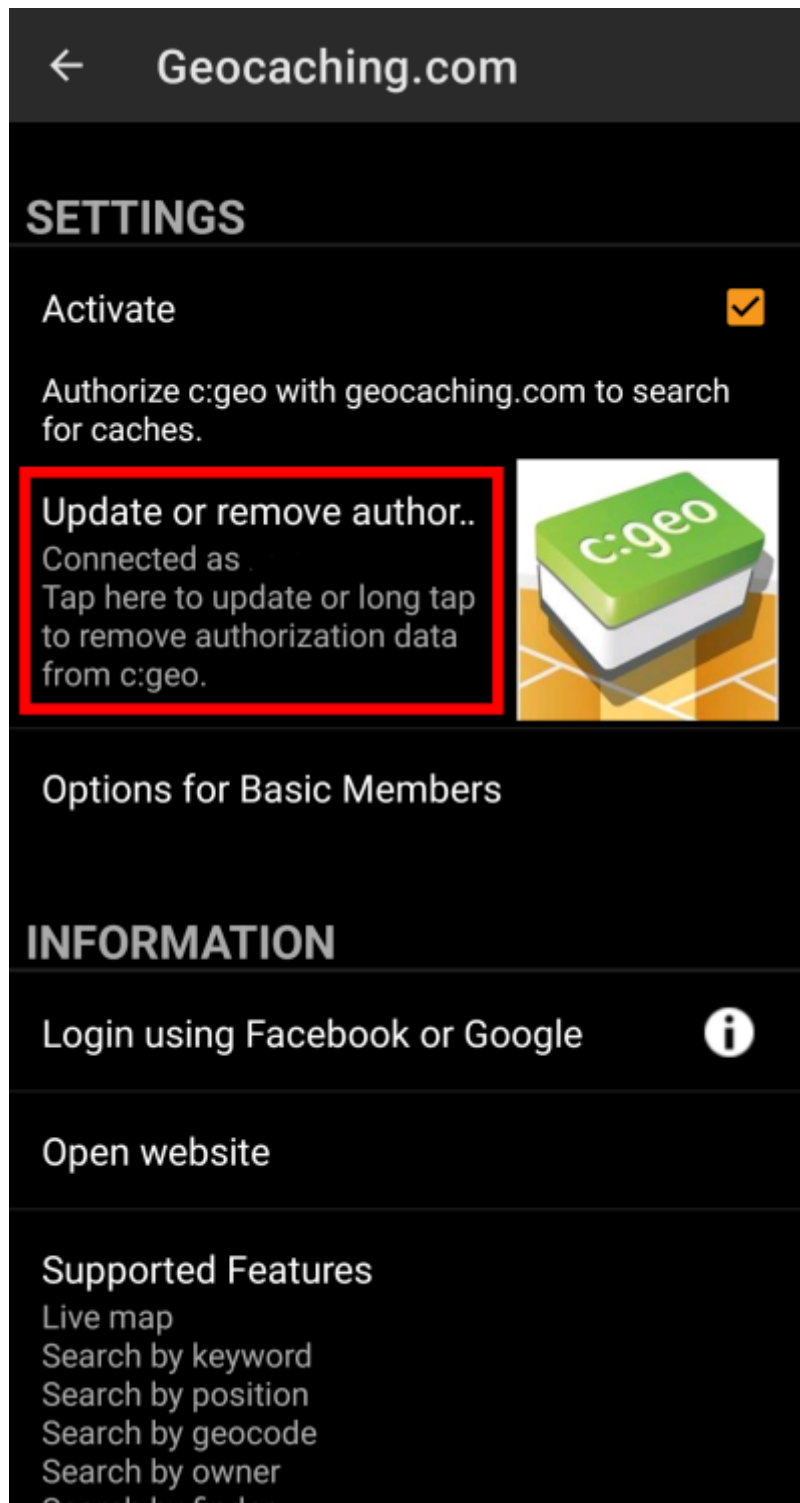 Geocaching.com
SETTINGS
Activate
Authorize c:geo with geocaching.com to search
for caches.
Update or remove author..
Connected as
Tap here to update or long tap
to remove authorization data
from c:geo.
c:geo
Options for Basic Members
INFORMATION
Login using Facebook or Google
Open website
Supported Features
Live map
Search by keyword
Search by position
Search by geocode
Search by owner